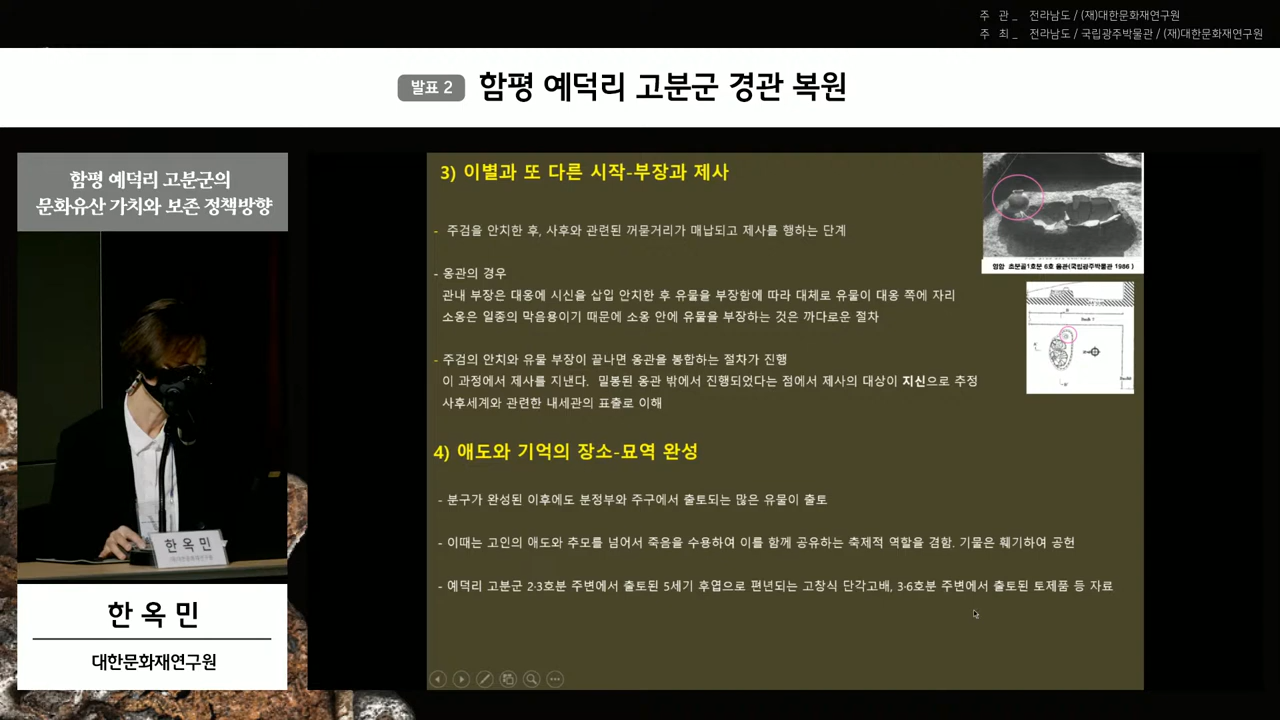 주 관 _ 전라남도 / (재)대한문화재연구원
주 최 _ 전라남도 / 국립광주박물관 / (재)대한문화재연구원
발표 2 함평 예덕리 고분군 경관 복원
함평 예덕리 고분군의
문화유산 가치와 보존 정책방향
3) 이별과 또 다른 시작-부장과 제사
- 주검을 안치한 후, 사후와 관련된 꺼묻거리가 매납되고 제사를 행하는 단계
- 옹관의 경우
관내 부장은 대옹에 시신을 삽입 안치한 후 유물을 부장함에 따라 대체로 유물이 대옹 쪽에 자리
소옹은 일종의 막음용이기 때문에 소옹 안에 유물을 부장하는 것은 까다로운 절차
- 주검의 안치와 유물 부장이 끝나면 옹관을 봉합하는 절차가 진행
이 과정에서 제사를 지낸다. 밀봉된 옹관 밖에서 진행되었다는 점에서 제사의 대상이 지신으로 추정
사후세계와 관련한 내세관의 표출로 이해
영암 초분골1호분 6호 옹관(국립광주박물관 1986 )
4) 애도와 기억의 장소-묘역 완성
- 분구가 완성된 이후에도 분정부와 주구에서 출토되는 많은 유물이 출토
- 이때는 고인의 애도와 추모를 넘어서 죽음을 수용하여 이를 함께 공유하는 축제적 역할을 겸함. 기물은 훼기하여 공헌
- 예덕리 고분군 2·3호분 주변에서 출토된 5세기 후엽으로 편년되는 고창식 단각고배, 3·6호분 주변에서 출토된 토제품 등 자료
한 옥 민
한 옥 민
대한문화재연구원